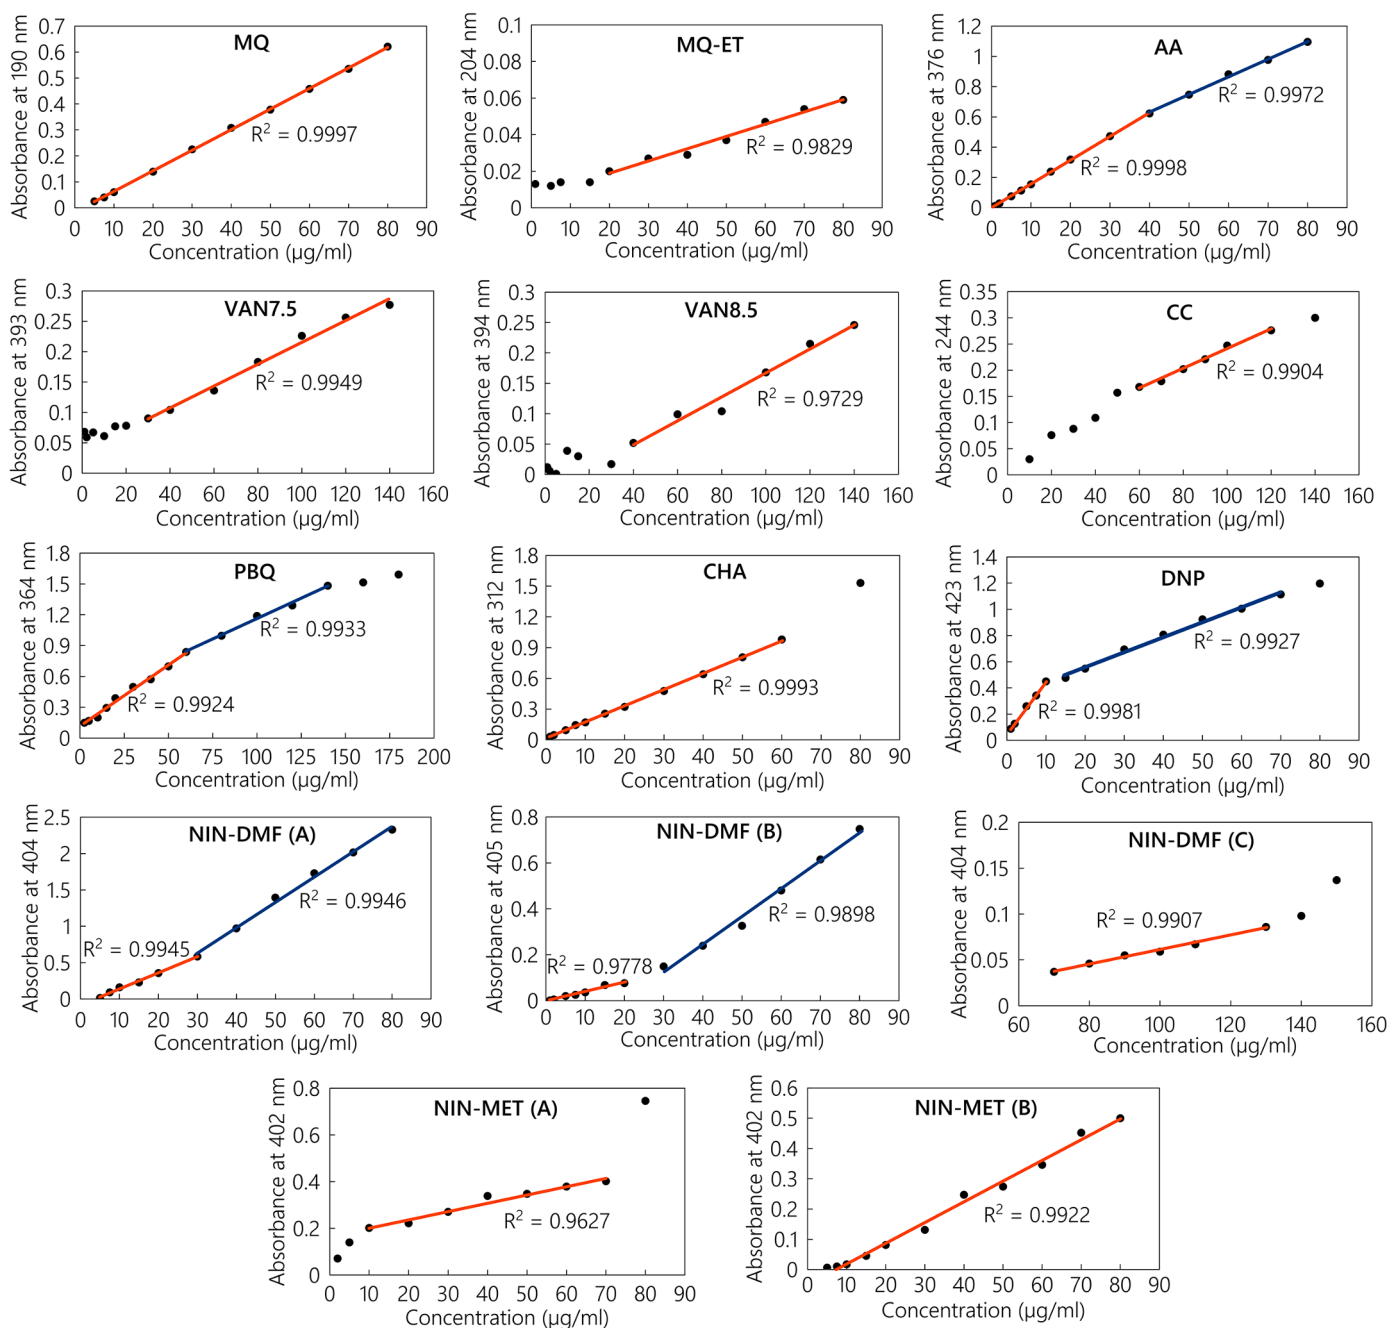 MQ
Absorbance at 190 nm
0.7
0.6
0.5
0.4
0.3
0.2
0.1
0
R² = 0.9997
0 10 20 30 40 50 60 70 80 90
Concentration (μg/ml)
MQ-ET
Absorbance at 204 nm
0.1
0.08
0.06
0.04
0.02
0
R² = 0.9829
0 10 20 30 40 50 60 70 80 90
Concentration (μg/ml)
AA
Absorbance at 376 nm
1.2
1
0.8
0.6
0.4
0.2
0
R² = 0.9972
R² = 0.9998
0 10 20 30 40 50 60 70 80 90
Concentration (μg/ml)
VAN7.5
Absorbance at 393 nm
0.3
0.25
0.2
0.15
0.1
0.05
0
R² = 0.9949
0 20 40 60 80 100 120 140 160
Concentration (μg/ml)
VAN8.5
Absorbance at 394 nm
0.3
0.25
0.2
0.15
0.1
0.05
0
R² = 0.9729
0 20 40 60 80 100 120 140 160
Concentration (μg/ml)
CC
Absorbance at 244 nm
0.35
0.3
0.25
0.2
0.15
0.1
0.05
0
R² = 0.9904
0 20 40 60 80 100 120 140 160
Concentration (μg/ml)
PBQ
Absorbance at 364 nm
1.8
1.5
1.2
0.9
0.6
0.3
0
R² = 0.9933
R² = 0.9924
0 25 50 75 100 125 150 175 200
Concentration (μg/ml)
CHA
Absorbance at 312 nm
1.8
1.5
1.2
0.9
0.6
0.3
0
R² = 0.9993
0 10 20 30 40 50 60 70 80 90
Concentration (μg/ml)
DNP
Absorbance at 423 nm
1.4
1.2
1
0.8
0.6
0.4
0.2
0
R² = 0.9927
R² = 0.9981
0 10 20 30 40 50 60 70 80 90
Concentration (μg/ml)
NIN-DMF (A)
Absorbance at 404 nm
2.5
2
1.5
1
0.5
0
R² = 0.9946
R² = 0.9945
0 10 20 30 40 50 60 70 80 90
Concentration (μg/ml)
NIN-DMF (B)
Absorbance at 405 nm
0.8
0.6
0.4
0.2
0
R² = 0.9898
R² = 0.9778
0 10 20 30 40 50 60 70 80 90
Concentration (μg/ml)
NIN-DMF (C)
Absorbance at 404 nm
0.2
0.15
0.1
0.05
0
R² = 0.9907
60 80 100 120 140 160
Concentration (μg/ml)
NIN-MET (A)
Absorbance at 402 nm
0.8
0.6
0.4
0.2
0
R² = 0.9627
0 10 20 30 40 50 60 70 80 90
Concentration (μg/ml)
NIN-MET (B)
Absorbance at 402 nm
0.6
0.5
0.4
0.3
0.2
0.1
0
R² = 0.9922
0 10 20 30 40 50 60 70 80 90
Concentration (μg/ml)